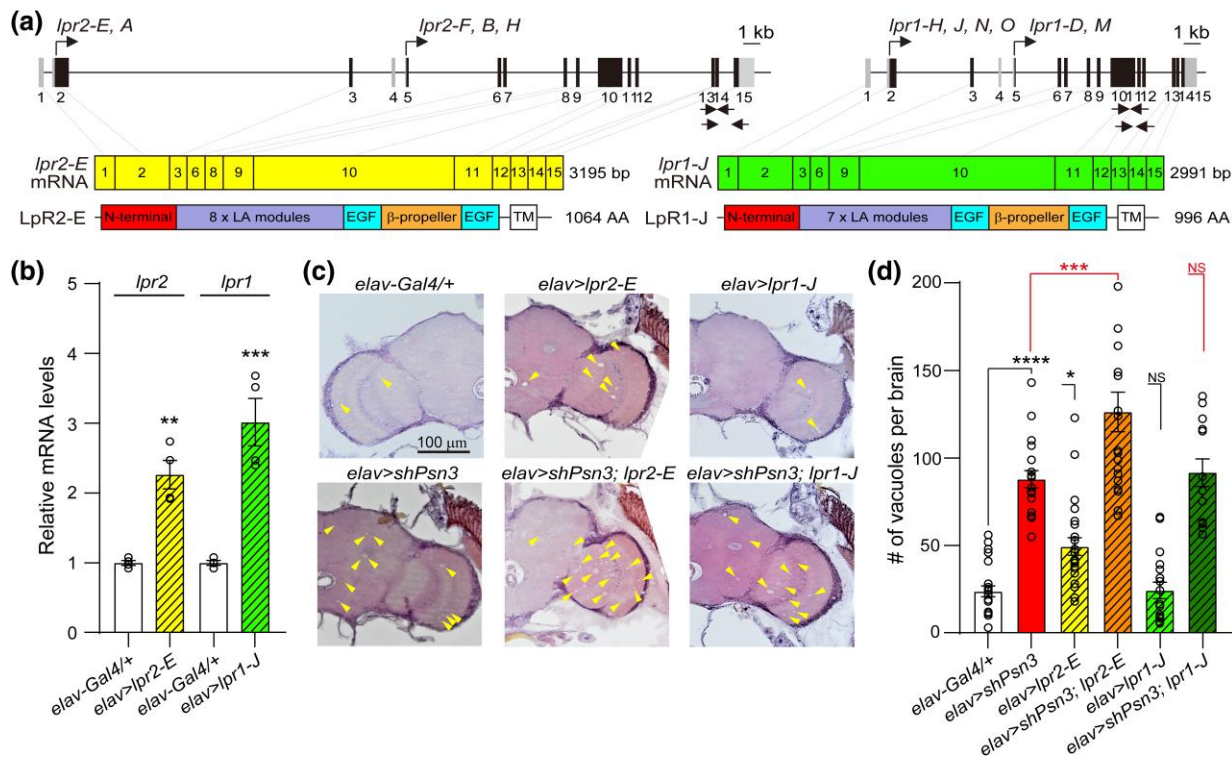 (a)
lpr2-E, A
lpr2-F, B, H
1 kb
1 2 3 4 5 6 7 8 9 10 11 12 13 14 15
lpr1-H, J, N, O
lpr1-D, M
1 kb
1 2 3 4 5 6 7 8 9 10 11 12 13 14 15
lpr2-E
mRNA
1 2 3 6 8 9 10 11 12 13 14 15
3195 bp
LpR2-E
N-terminal 8 x LA modules EGF β-propeller EGF TM
1064 AA
lpr1-J
mRNA
1 2 3 6 9 10 11 12 13 14 15
2991 bp
LpR1-J
N-terminal 7 x LA modules EGF β-propeller EGF TM
996 AA
(b)
Relative mRNA levels
5
4
3
2
1
0
lpr2
lpr1
**
***
elav-Gal4/+
elav>lpr2-E
elav-Gal4/+
elav>lpr1-J
(c)
elav-Gal4/+
elav>lpr2-E
elav>lpr1-J
100 μm
elav>shPsn3
elav>shPsn3; lpr2-E
elav>shPsn3; lpr1-J
(d)
# of vacuoles per brain
200
150
100
50
0
***
NS
****
*
NS
elav-Gal4/+
elav>shPsn3
elav>lpr2-E
elav>shPsn3; lpr2-E
elav>lpr1-J
elav>shPsn3; lpr1-J